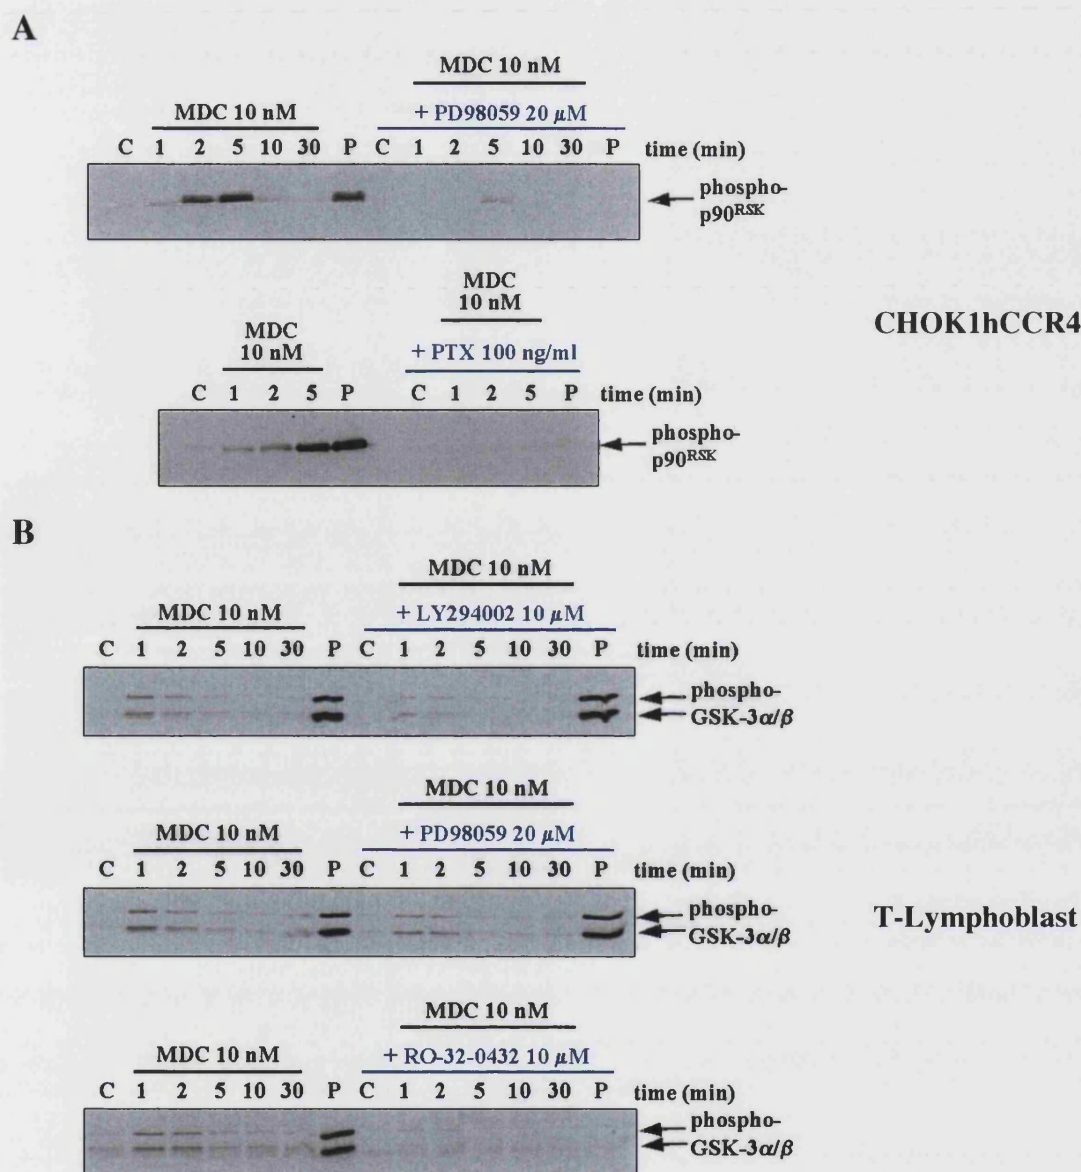 A
MDC 10 nM
MDC 10 nM + PD98059 20 μM
C 1 2 5 10 30 P C 1 2 5 10 30 P time (min)
phospho-
p90RSK
MDC
10 nM
MDC
10 nM + PTX 100 ng/ml
C 1 2 5 P C 1 2 5 P time (min)
phospho-
p90RSK
CHOK1hCCR4
B
MDC 10 nM
MDC 10 nM + LY294002 10 μM
C 1 2 5 10 30 P C 1 2 5 10 30 P time (min)
phospho-
GSK-3α/β
MDC 10 nM
MDC 10 nM + PD98059 20 μM
C 1 2 5 10 30 P C 1 2 5 10 30 P time (min)
phospho-
GSK-3α/β
T-Lymphoblast
MDC 10 nM
MDC 10 nM + RO-32-0432 10 μM
C 1 2 5 10 30 P C 1 2 5 10 30 P time (min)
phospho-
GSK-3α/β